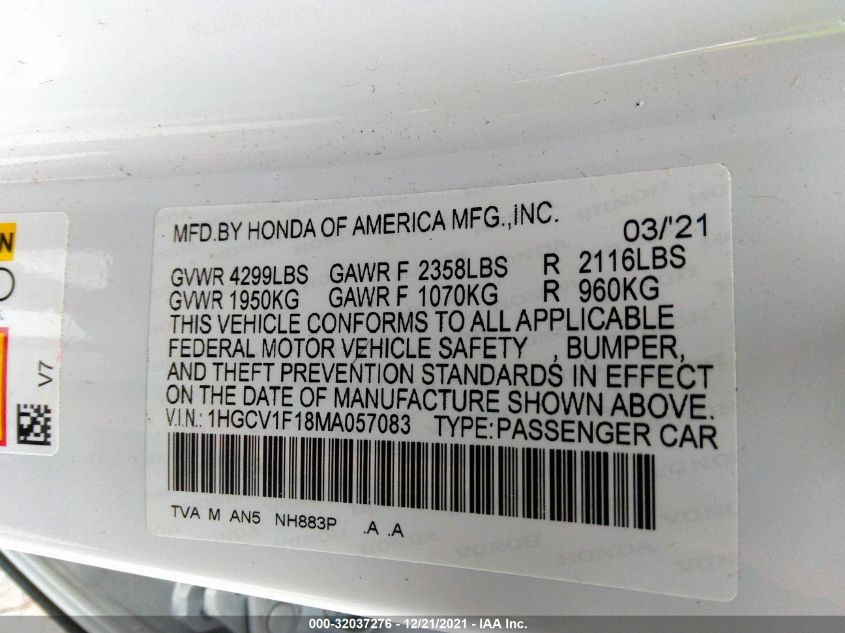 MFD.BY HONDA OF AMERICA MFG.,INC. 03/'21
GVWR 4299LBS GAWR F 2358LBS R 2116LBS
GVWR 1950KG GAWR F 1070KG R 960KG
THIS VEHICLE CONFORMS TO ALL APPLICABLE
FEDERAL MOTOR VEHICLE SAFETY , BUMPER,
AND THEFT PREVENTION STANDARDS IN EFFECT
ON THE DATE OF MANUFACTURE SHOWN ABOVE.
V.I.N.: 1HGCV1F18MA057083 TYPE:PASSENGER CAR
TVA M AN5 NH883P .A .A
V7
HONDA
000-32037276 - 12/21/2021 - IAA Inc.